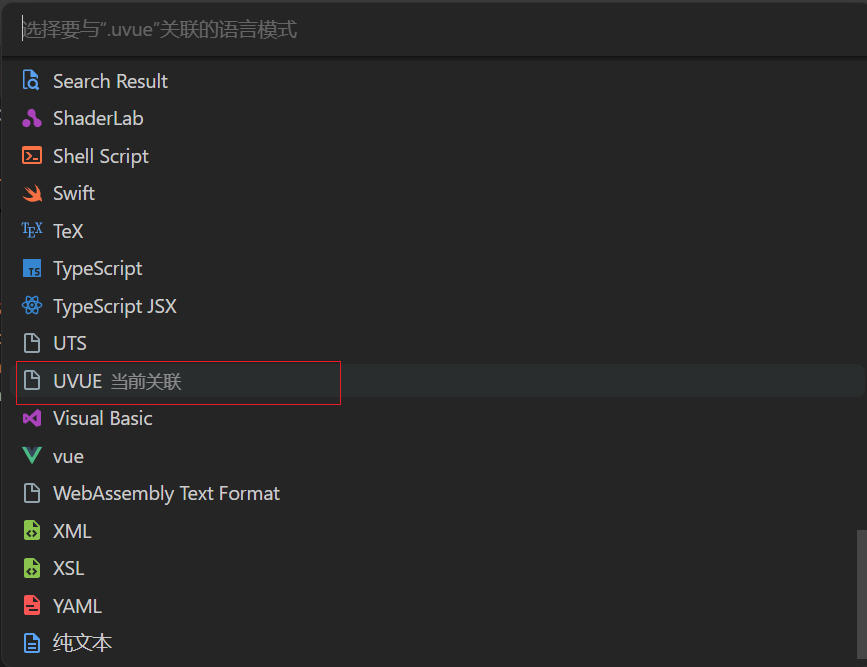 选择要与“.uvue”关联的语言模式
Search Result
ShaderLab
Shell Script
Swift
TeX
TypeScript
TypeScript JSX
UTS
UVUE 当前关联
Visual Basic
vue
WebAssembly Text Format
XML
XSL
YAML
纯文本